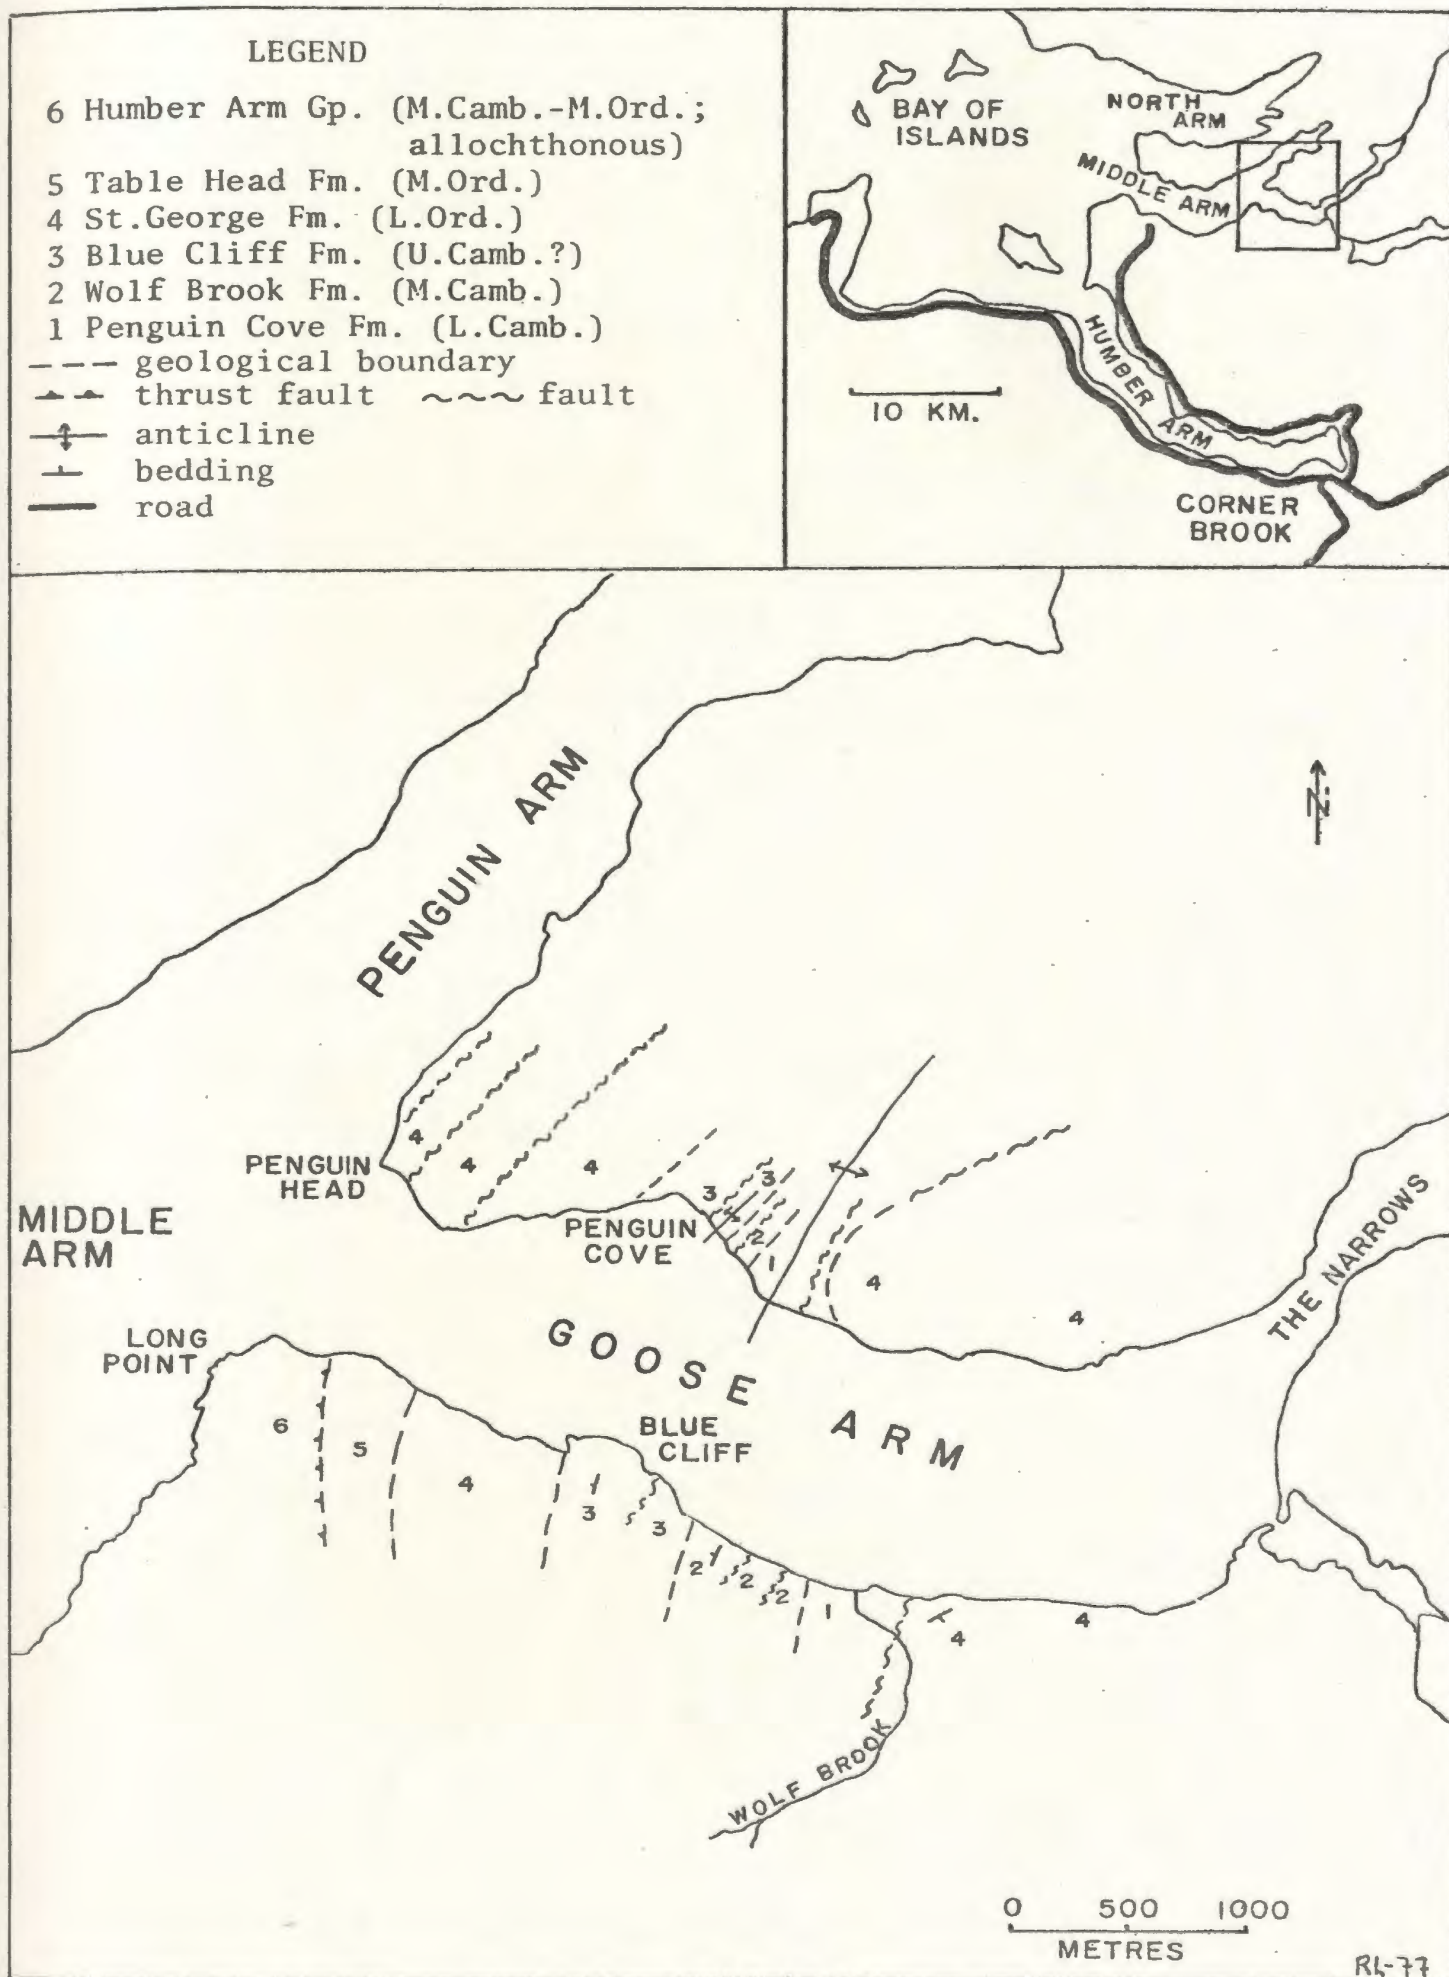 LEGEND
6 Humber Arm Gp. (M.Camb.-M.Ord.;
allochthonous)
5 Table Head Fm. (M.Ord.)
4 St.George Fm. (L.Ord.)
3 Blue Cliff Fm. (U.Camb.?)
2 Wolf Brook Fm. (M.Camb.)
1 Penguin Cove Fm. (L.Camb.)
geological boundary
thrust fault
fault
anticline
bedding
road
BAY OF
ISLANDS
NORTH
ARM
MIDDLE ARM
HUMBER ARM
10 KM.
CORNER
BROOK
N
PENGUIN ARM
4
4
4
3
3
2
1
4
4
PENGUIN
HEAD
PENGUIN
COVE
MIDDLE
ARM
THE NARROWS
LONG
POINT
GOOSE ARM
BLUE
CLIFF
6
5
4
3
3
2
2
2
1
4
4
WOLF BROOK
0 500 1000
METRES
RL-77